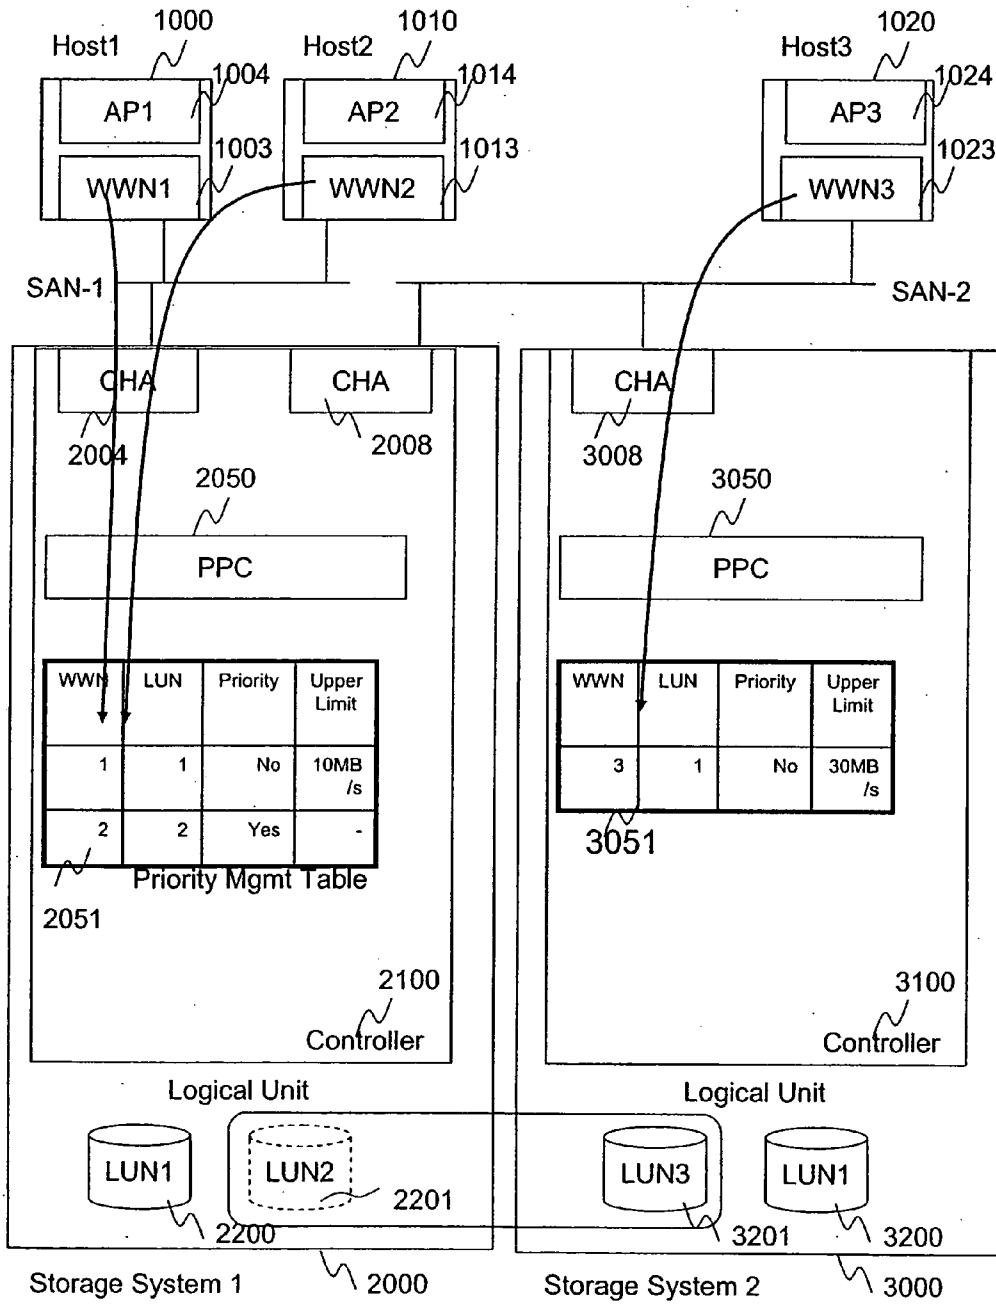 1000
1010
1020
Host1
Host2
Host3
1004
1014
1024
AP1
AP2
AP3
1003
1013
1023
WWN1
WWN2
WWN3
SAN-1
SAN-2
CHA
CHA
CHA
2004
2008
3008
2050
3050
PPC
PPC
WWN LUN Priority Upper Limit
1 1 No 10MB /s
2 2 Yes -
WWN LUN Priority Upper Limit
3 1 No 30MB /s
3051
Priority Mgmt Table
2051
2100
3100
Controller
Controller
Logical Unit
Logical Unit
LUN1
LUN2
LUN3
LUN1
2200
2201
3201
3200
Storage System 1
2000
Storage System 2
3000